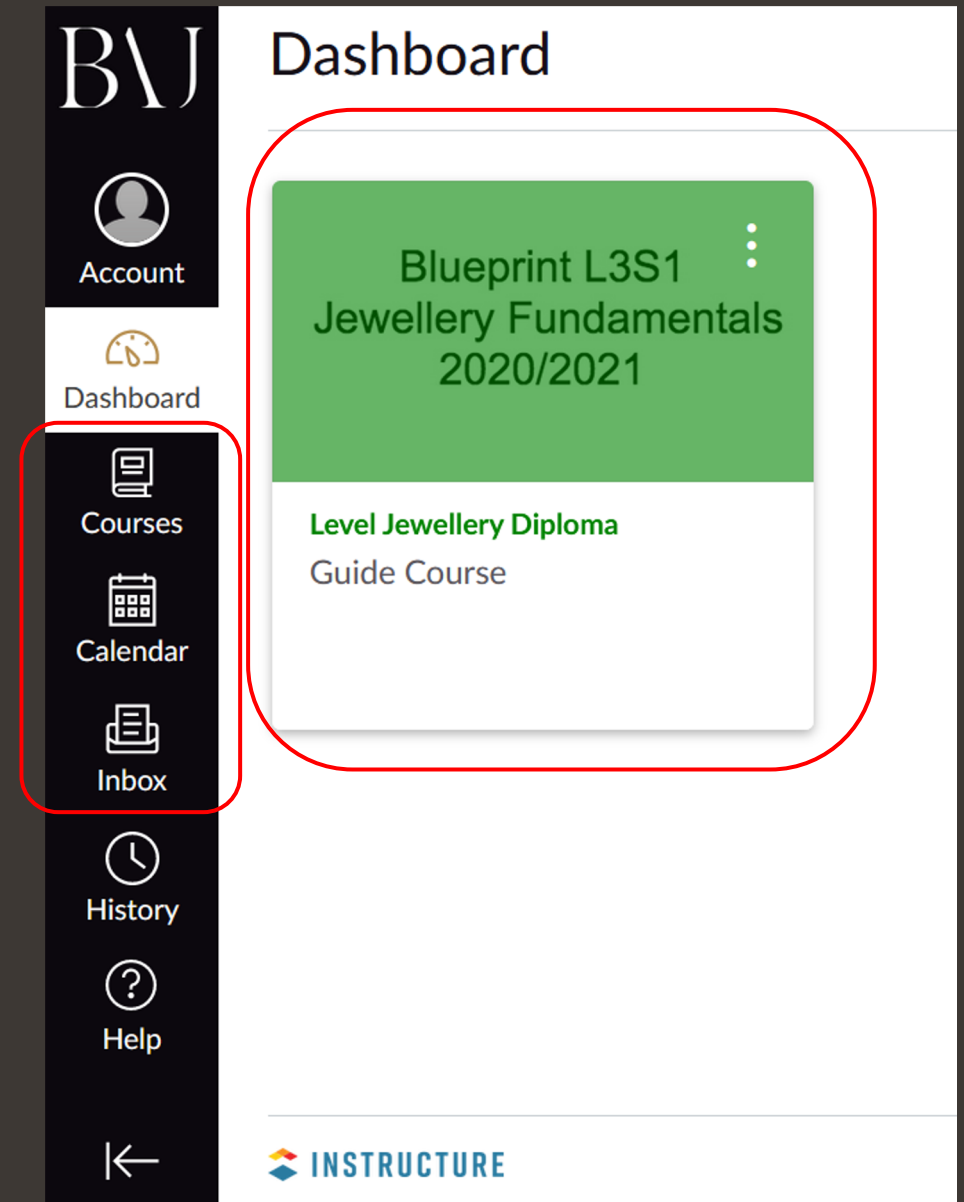 BAJ
Dashboard
Account
Dashboard
Courses
Calendar
Inbox
History
Help
Blueprint L3S1
Jewellery Fundamentals
2020/2021
Level Jewellery Diploma
Guide Course
INSTRUCTURE